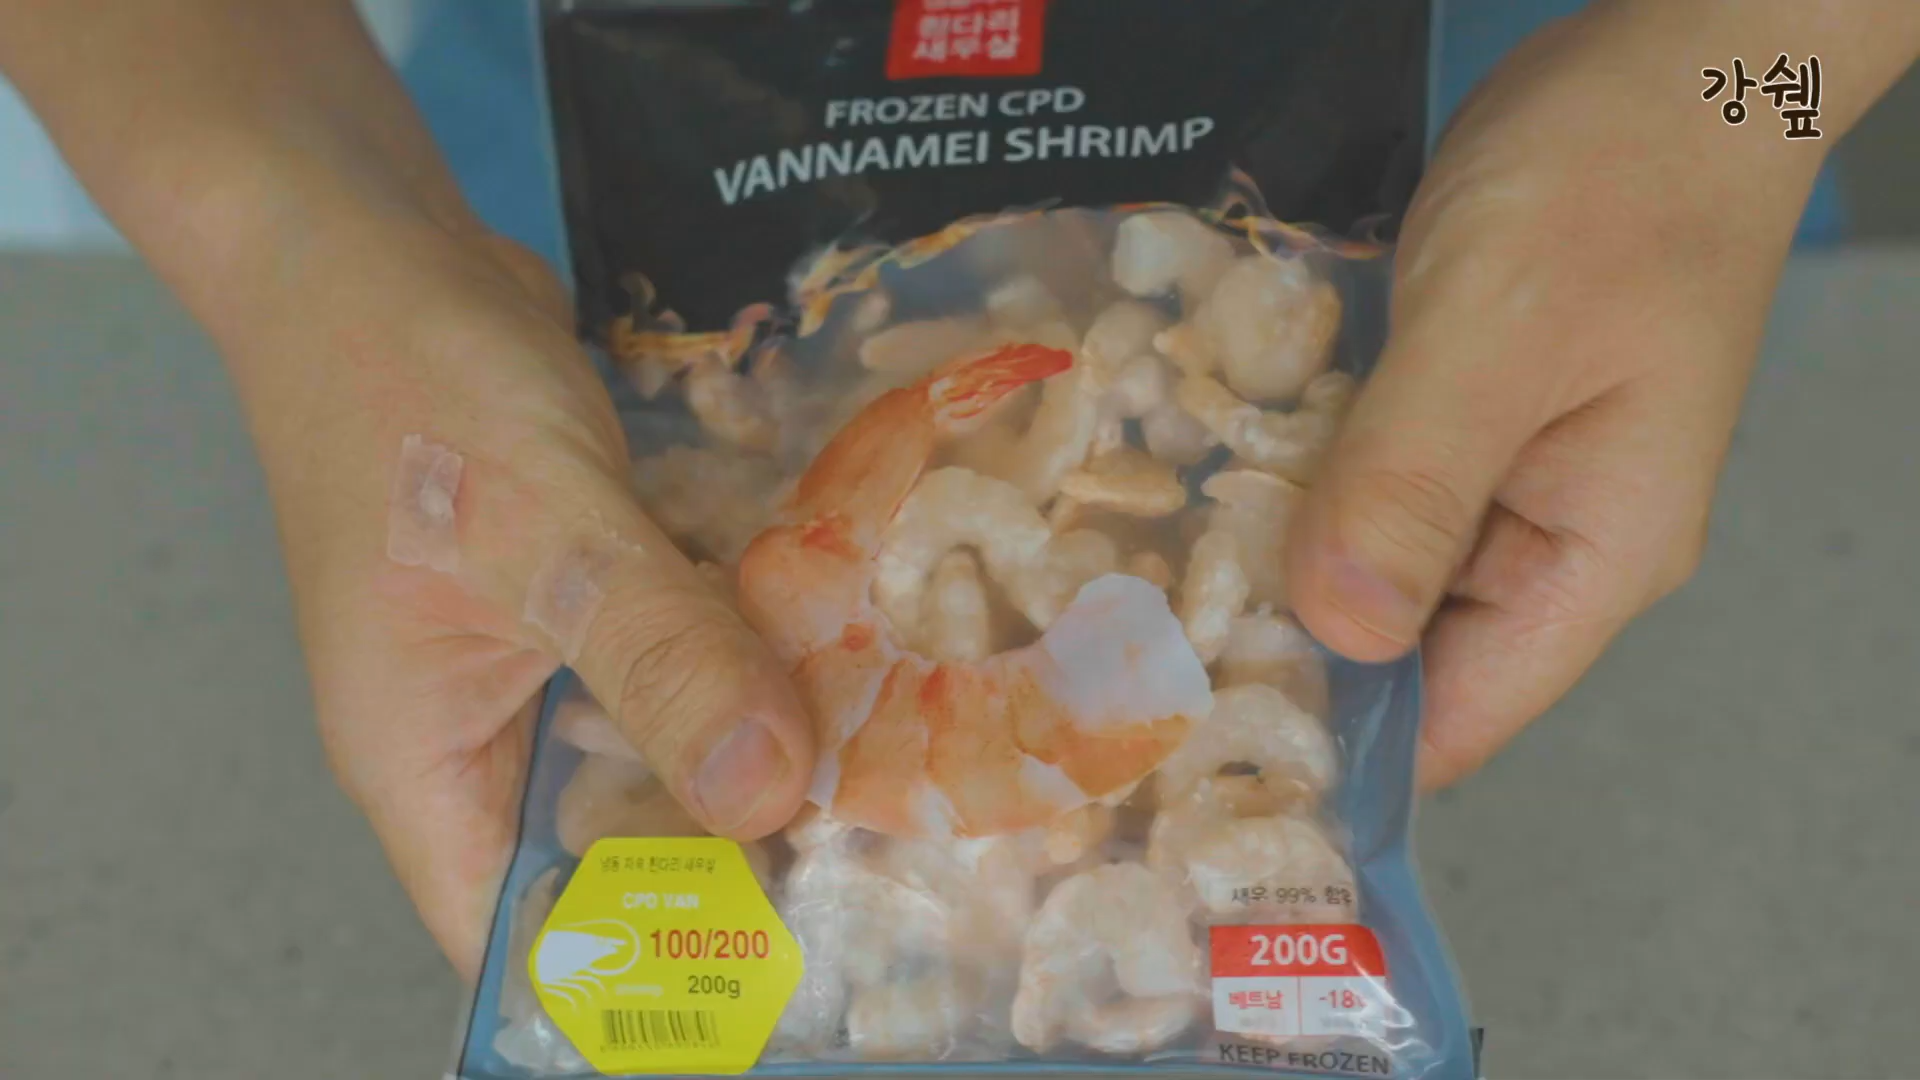 흰다리
새우살
강쉪
FROZEN CPD
VANNAMEI SHRIMP
냉동 자숙 흰다리 새우살
CPD VAN
100/200
200g
새우 99% 함유
200G
베트남
-18
KEEP FROZEN